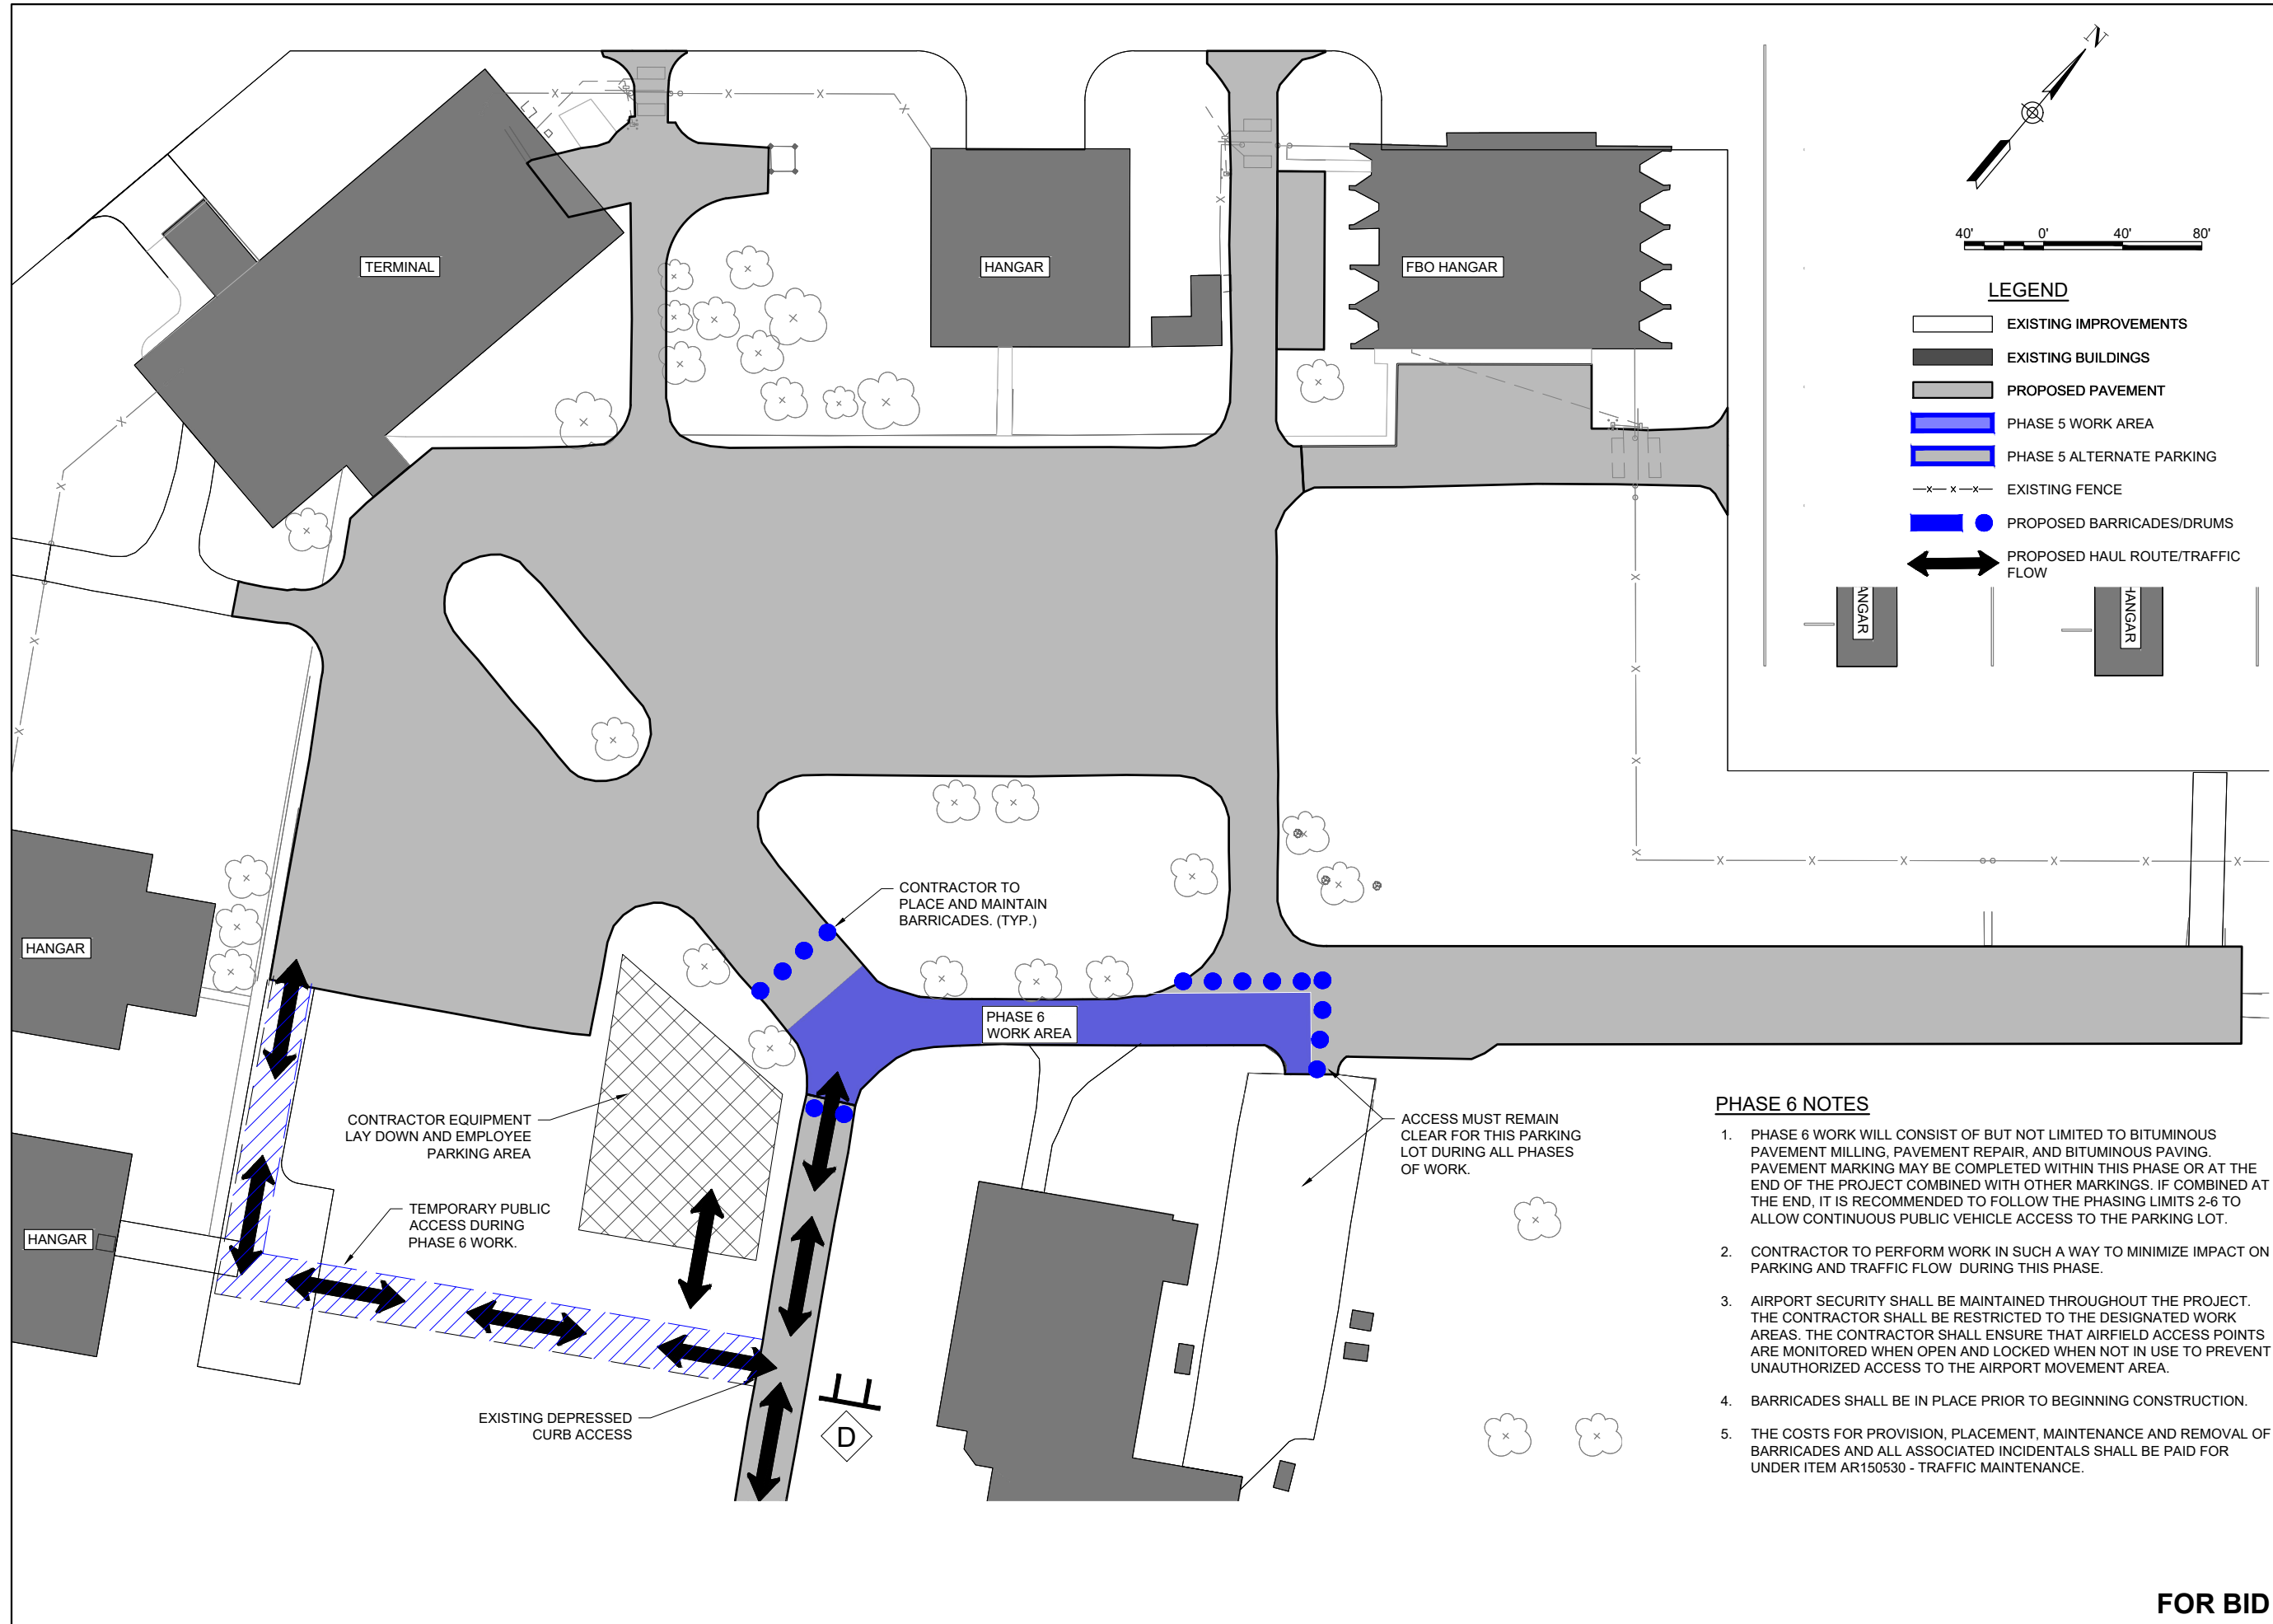 N
40' 0' 40' 80'
LEGEND
EXISTING IMPROVEMENTS
EXISTING BUILDINGS
PROPOSED PAVEMENT
PHASE 5 WORK AREA
PHASE 5 ALTERNATE PARKING
EXISTING FENCE
PROPOSED BARRICADES/DRUMS
PROPOSED HAUL ROUTE/TRAFFIC
FLOW
TERMINAL
HANGAR
FBO HANGAR
ANGAR
HANGAR
CONTRACTOR TO
PLACE AND MAINTAIN
BARRICADES. (TYP.)
HANGAR
PHASE 6
WORK AREA
CONTRACTOR EQUIPMENT
LAY DOWN AND EMPLOYEE
PARKING AREA
ACCESS MUST REMAIN
CLEAR FOR THIS PARKING
LOT DURING ALL PHASES
OF WORK.
TEMPORARY PUBLIC
ACCESS DURING
PHASE 6 WORK.
HANGAR
EXISTING DEPRESSED
CURB ACCESS
D
PHASE 6 NOTES
1. PHASE 6 WORK WILL CONSIST OF BUT NOT LIMITED TO BITUMINOUS
PAVEMENT MILLING, PAVEMENT REPAIR, AND BITUMINOUS PAVING.
PAVEMENT MARKING MAY BE COMPLETED WITHIN THIS PHASE OR AT THE
END OF THE PROJECT COMBINED WITH OTHER MARKINGS. IF COMBINED AT
THE END, IT IS RECOMMENDED TO FOLLOW THE PHASING LIMITS 2-6 TO
ALLOW CONTINUOUS PUBLIC VEHICLE ACCESS TO THE PARKING LOT.
2. CONTRACTOR TO PERFORM WORK IN SUCH A WAY TO MINIMIZE IMPACT ON
PARKING AND TRAFFIC FLOW DURING THIS PHASE.
3. AIRPORT SECURITY SHALL BE MAINTAINED THROUGHOUT THE PROJECT.
THE CONTRACTOR SHALL BE RESTRICTED TO THE DESIGNATED WORK
AREAS. THE CONTRACTOR SHALL ENSURE THAT AIRFIELD ACCESS POINTS
ARE MONITORED WHEN OPEN AND LOCKED WHEN NOT IN USE TO PREVENT
UNAUTHORIZED ACCESS TO THE AIRPORT MOVEMENT AREA.
4. BARRICADES SHALL BE IN PLACE PRIOR TO BEGINNING CONSTRUCTION.
5. THE COSTS FOR PROVISION, PLACEMENT, MAINTENANCE AND REMOVAL OF
BARRICADES AND ALL ASSOCIATED INCIDENTALS SHALL BE PAID FOR
UNDER ITEM AR150530 - TRAFFIC MAINTENANCE.
FOR BID